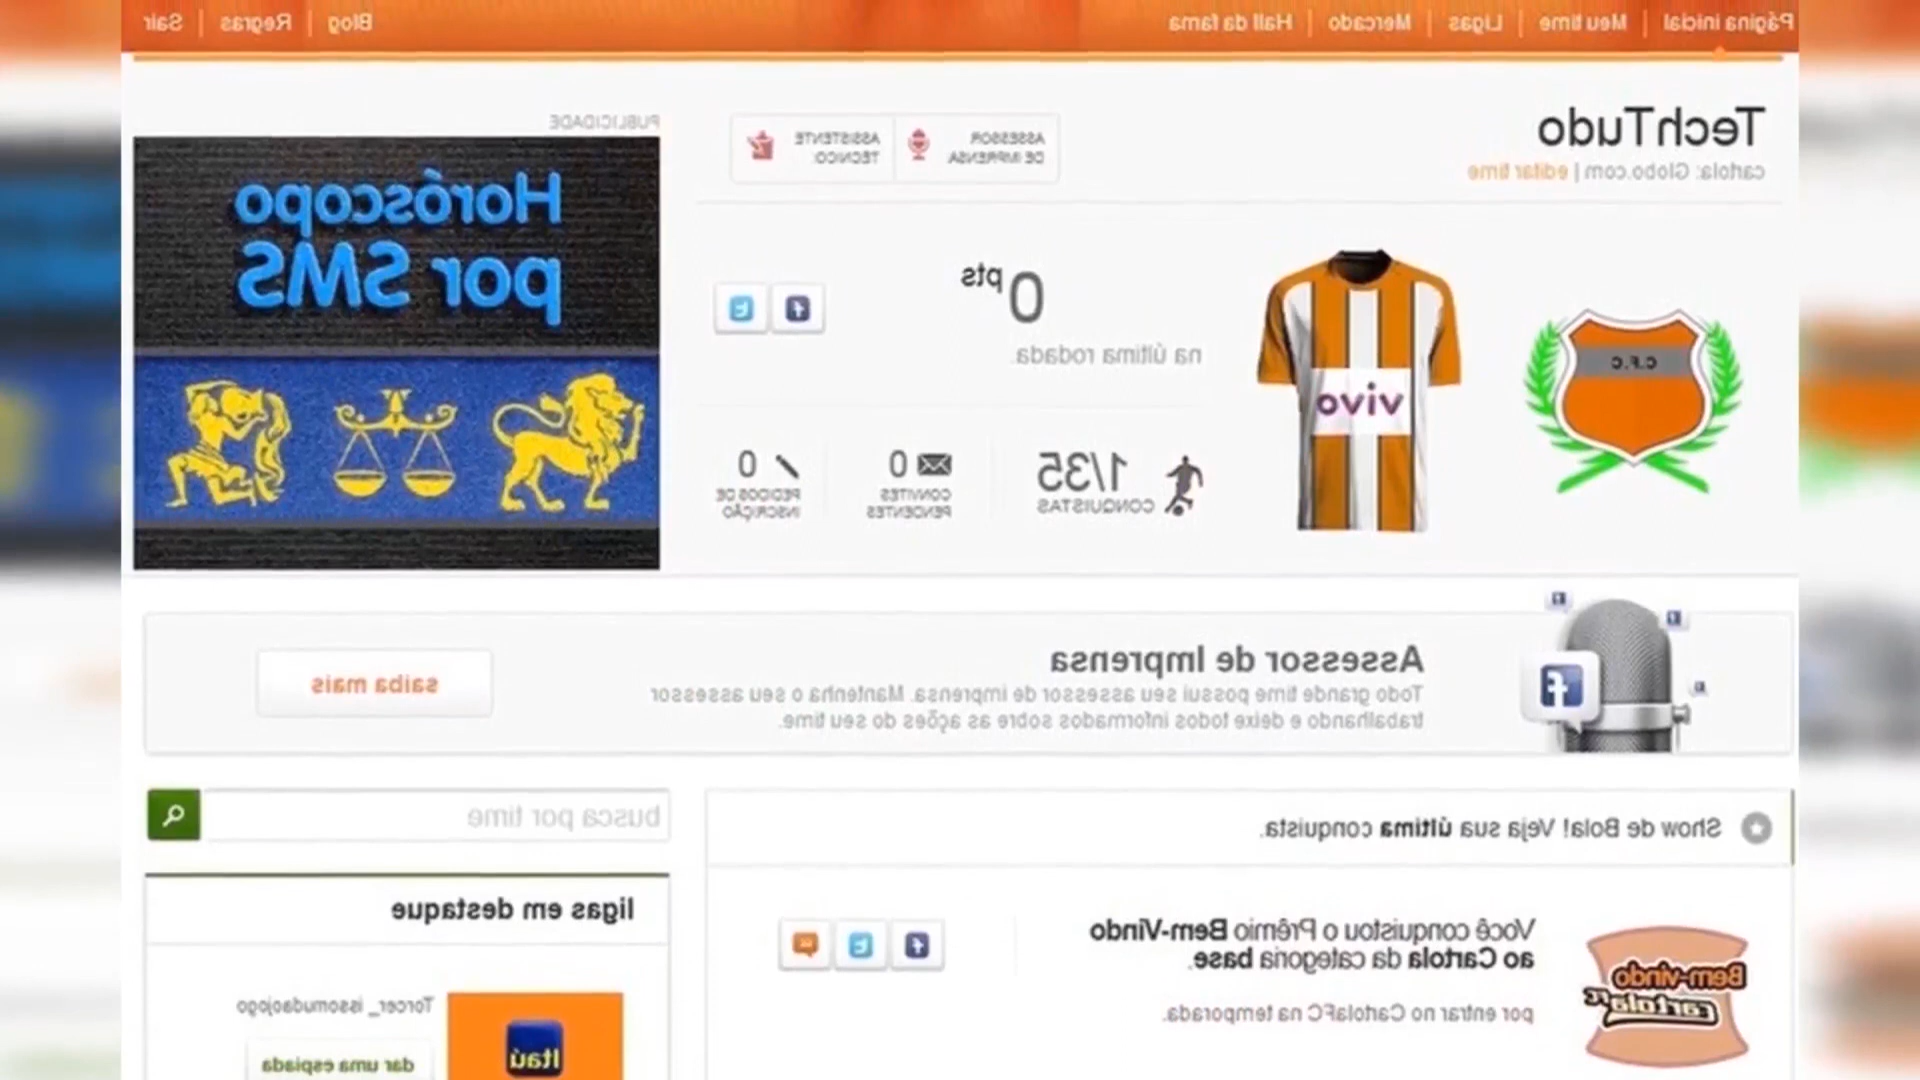 Página inicial | Meu time | Ligas | Mercado | Hall da fama
Blog | Regras | Sair
TechTudo
cartola: Globo.com | editar time
ASSESSOR
DE IMPRENSA
ASSISTENTE
TÉCNICO
PUBLICIDADE
Horóscopo
por SMS
C.F.C
vivo
0 pts
na última rodada.
1/35
CONQUISTAS
0
CONVITES
PENDENTES
0
PEDIDOS DE
INSCRIÇÃO
Assessor de Imprensa
Todo grande time possui seu assessor de imprensa. Mantenha o seu assessor
trabalhando e deixe todos informados sobre as ações do seu time.
saiba mais
Show de Bola! Veja sua última conquista.
busca por time
Você conquistou o Prêmio Bem-Vindo
ao Cartola da categoria base.
por entrar no CartolaFC na temporada.
Bem-vindo
cartola FC
ligas em destaque
Itaú
Torcer_issomudaojogo
dar uma espiada